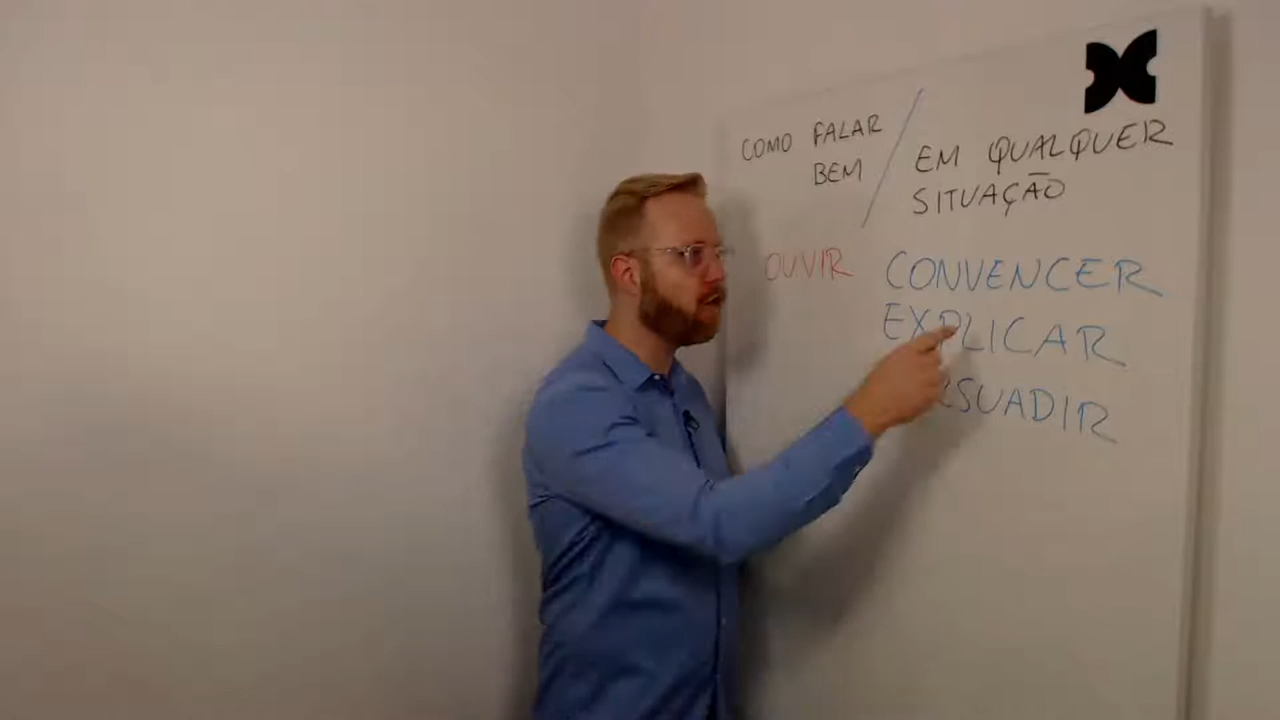 COMO FALAR
BEM
EM QUALQUER
SITUAÇÃO
OUVIR
CONVENCER
EXPLICAR